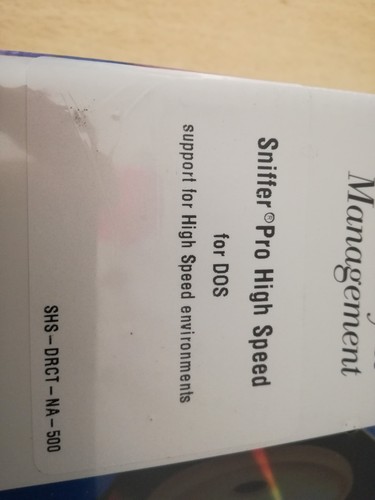 Management
Sniffer®Pro High Speed
for DOS
support for High Speed environments
SHS-DRCT-NA-500